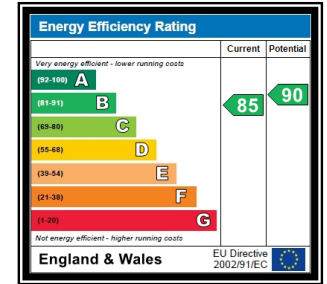 Energy Efficiency Rating
Current Potential
Very energy efficient - lower running costs
(92-100) A
(81-91) B
85 90
(69-80) C
(55-68) D
(39-54) E
(21-38) F
(1-20) G
Not energy efficient - higher running costs
England & Wales
EU Directive
2002/91/EC